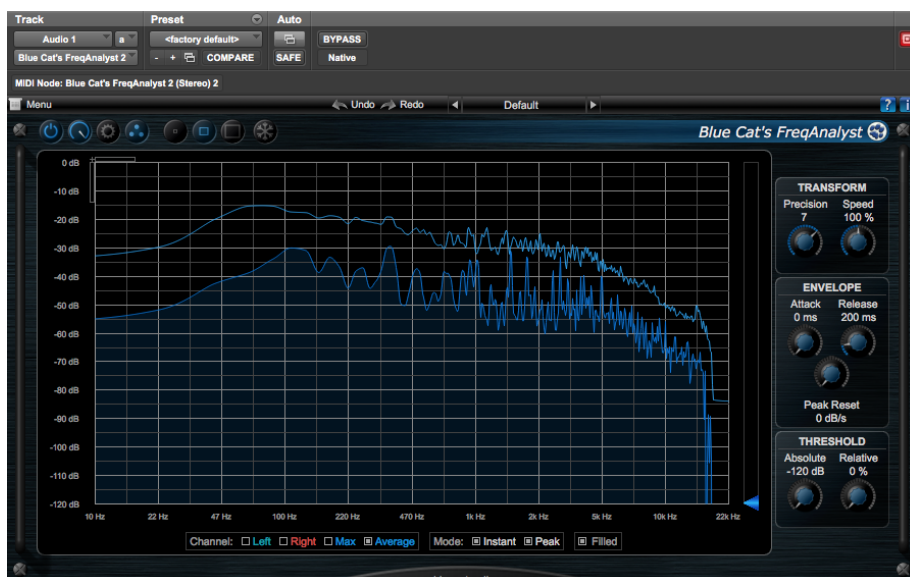 Track Preset Auto
Audio 1 a <factory default> BYPASS
Blue Cat's FreqAnalyst 2 - + COMPARE SAFE Native
MIDI Node: Blue Cat's FreqAnalyst 2 (Stereo) 2
Menu Undo Redo Default ? i
Blue Cat's FreqAnalyst
0 dB
-10 dB
-20 dB
-30 dB
-40 dB
-50 dB
-60 dB
-70 dB
-80 dB
-90 dB
-100 dB
-110 dB
-120 dB
10 Hz 22 Hz 47 Hz 100 Hz 220 Hz 470 Hz 1k Hz 2k Hz 5k Hz 10k Hz 22k Hz
Channel: Left Right Max Average Mode: Instant Peak Filled
TRANSFORM
Precision Speed
7 100 %
ENVELOPE
Attack Release
0 ms 200 ms
Peak Reset
0 dB/s
THRESHOLD
Absolute Relative
-120 dB 0 %